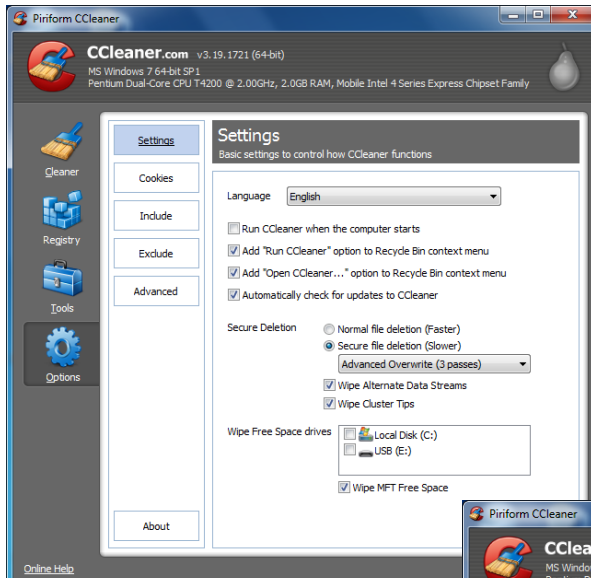 Piriform CCleaner
CCleaner.com v3.19.1721 (64-bit)
MS Windows 7 64-bit SP1
Pentium Dual-Core CPU T4200 @ 2.00GHz, 2.0GB RAM, Mobile Intel 4 Series Express Chipset Family
Cleaner
Registry
Tools
Options
Online Help
Settings
Cookies
Include
Exclude
Advanced
About
Settings
Basic settings to control how CCleaner functions
Language English
Run CCleaner when the computer starts
Add "Run CCleaner" option to Recycle Bin context menu
Add "Open CCleaner..." option to Recycle Bin context menu
Automatically check for updates to CCleaner
Secure Deletion Normal file deletion (Faster)
Secure file deletion (Slower)
Advanced Overwrite (3 passes)
Wipe Alternate Data Streams
Wipe Cluster Tips
Wipe Free Space drives Local Disk (C:)
USB (E:)
Wipe MFT Free Space
Piriform CCleaner
CClea
MS Windo